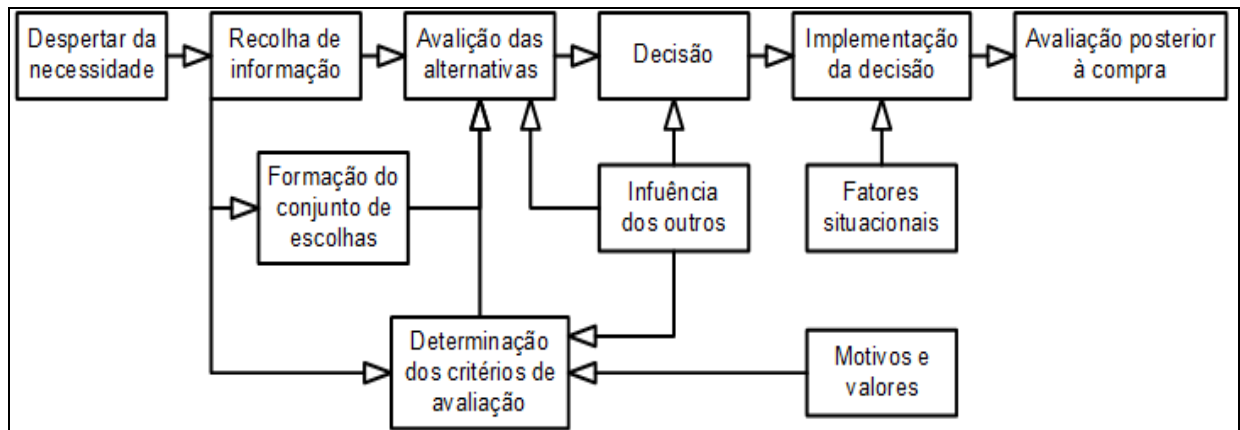 Despertar da
necessidade
Recolha de
informação
Avalição das
alternativas
Decisão
Implementação
da decisão
Avaliação posterior
à compra
Formação do
conjunto de
escolhas
Infuência
dos outros
Fatores
situacionais
Determinação
dos critérios de
avaliação
Motivos e
valores